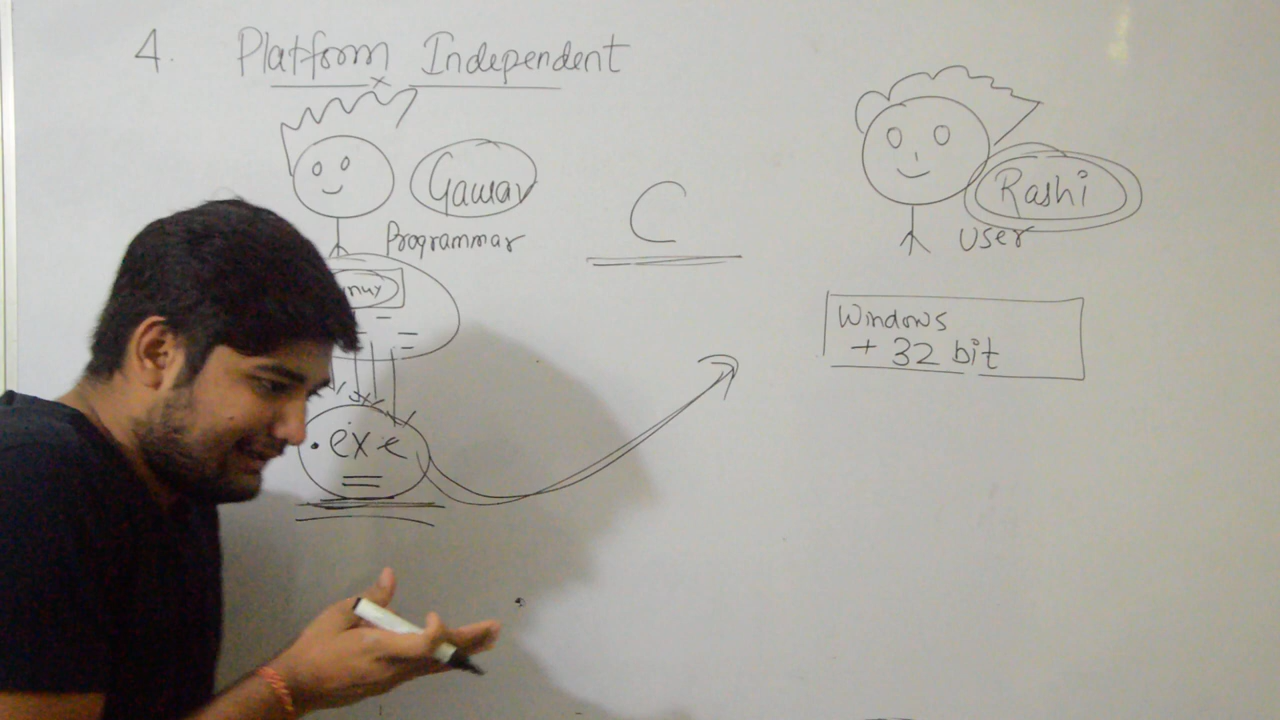 4. Platform Independent
Gaurav
Programmar
C
Rashi
User
Windows
+ 32 bit
.exe